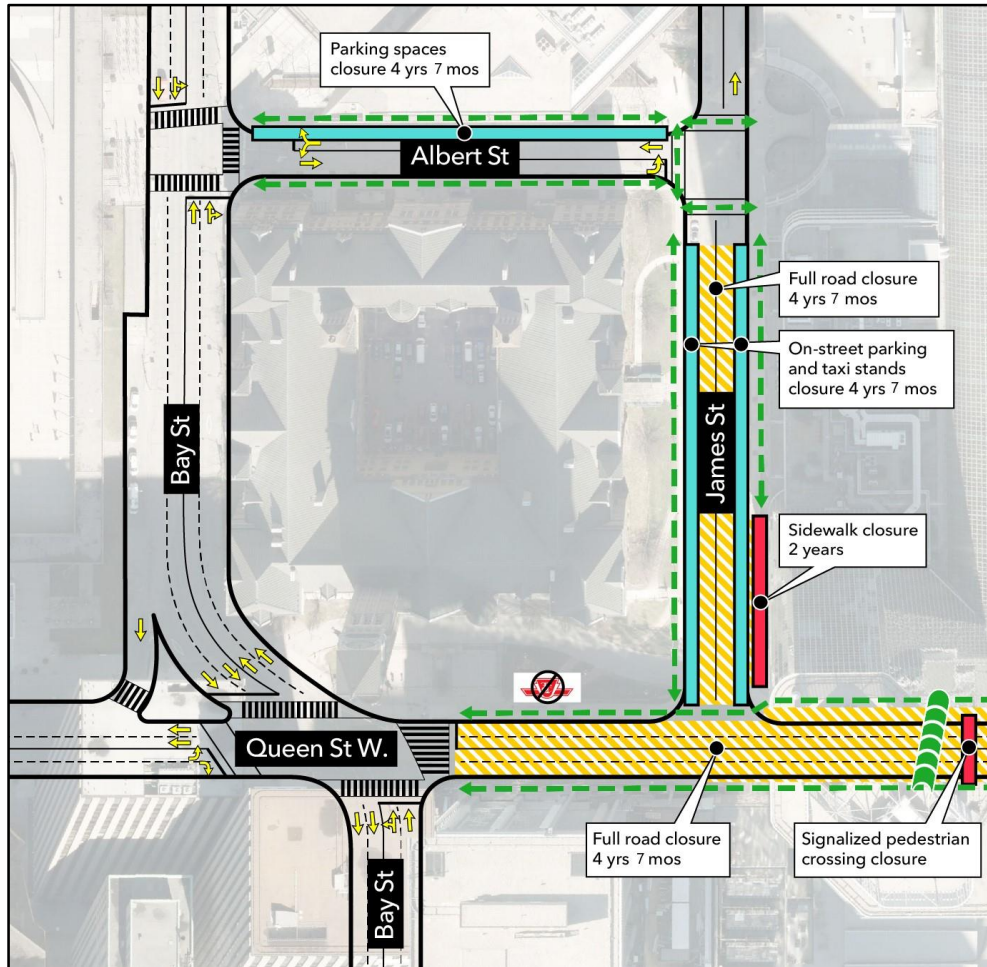 Parking spaces
closure 4 yrs 7 mos
Albert St
Full road closure
4 yrs 7 mos
On-street parking
and taxi stands
closure 4 yrs 7 mos
Bay St
James St
Sidewalk closure
2 years
Queen St W.
Full road closure
4 yrs 7 mos
Signalized pedestrian
crossing closure
Bay St